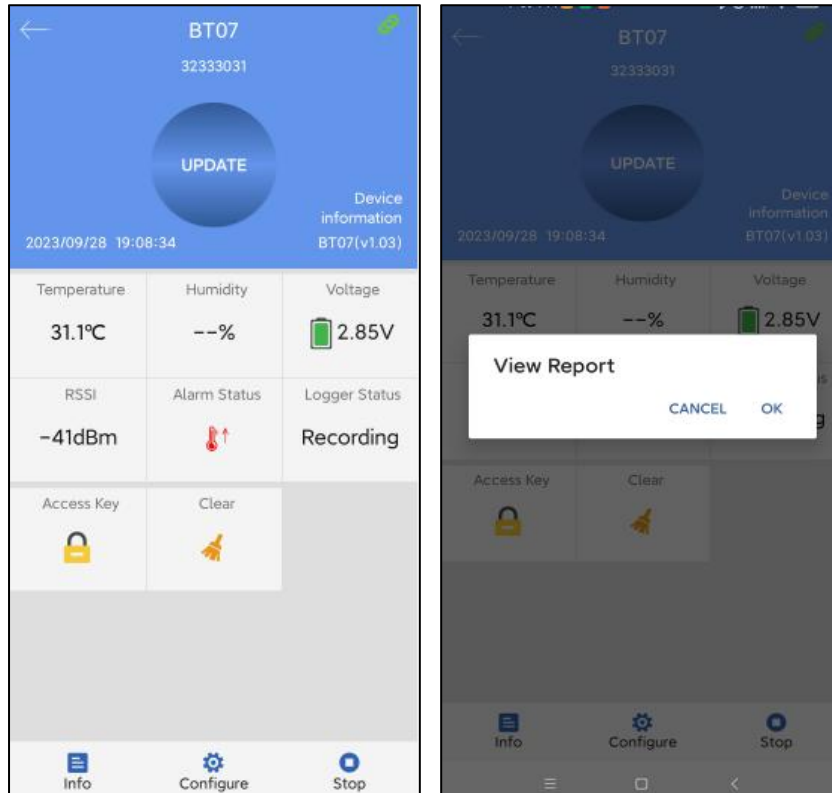 BT07
32333031
UPDATE
Device
information
2023/09/28 19:08:34
BT07(v1.03)
Temperature
Humidity
Voltage
31.1℃
--%
2.85V
RSSI
Alarm Status
Logger Status
-41dBm
Recording
Access Key
Clear
Info
Configure
Stop
BT07
32333031
UPDATE
Device
information
2023/09/28 19:08:34
BT07(v1.03)
Temperature
Humidity
Voltage
31.1℃
--%
2.85V
View Report
CANCEL
OK
Access Key
Clear
Info
Configure
Stop